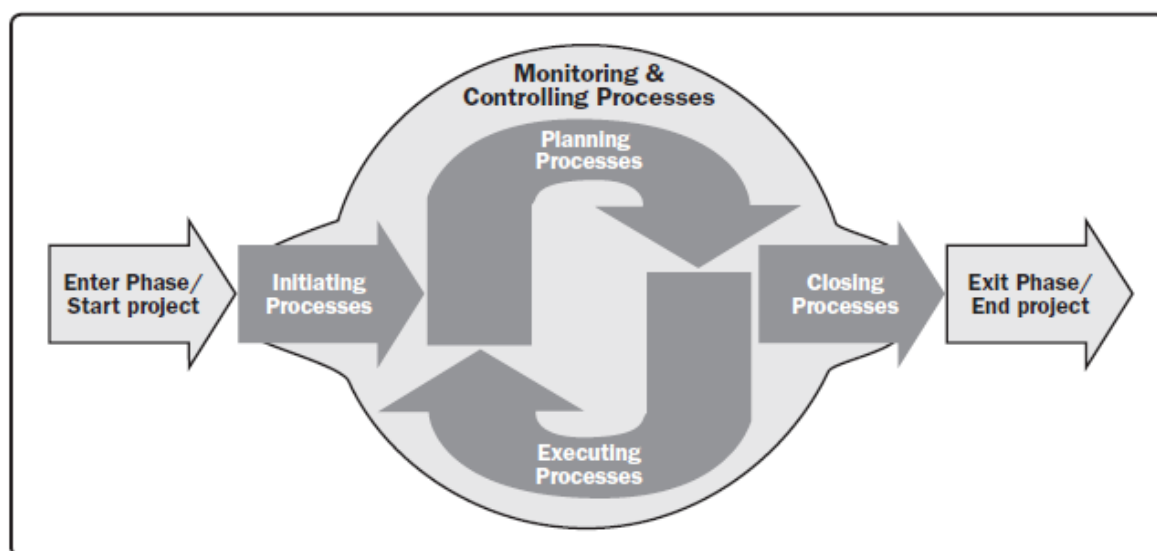 Monitoring &
Controlling Processes
Planning
Processes
Enter Phase/
Start project
Initiating
Processes
Closing
Processes
Exit Phase/
End project
Executing
Processes